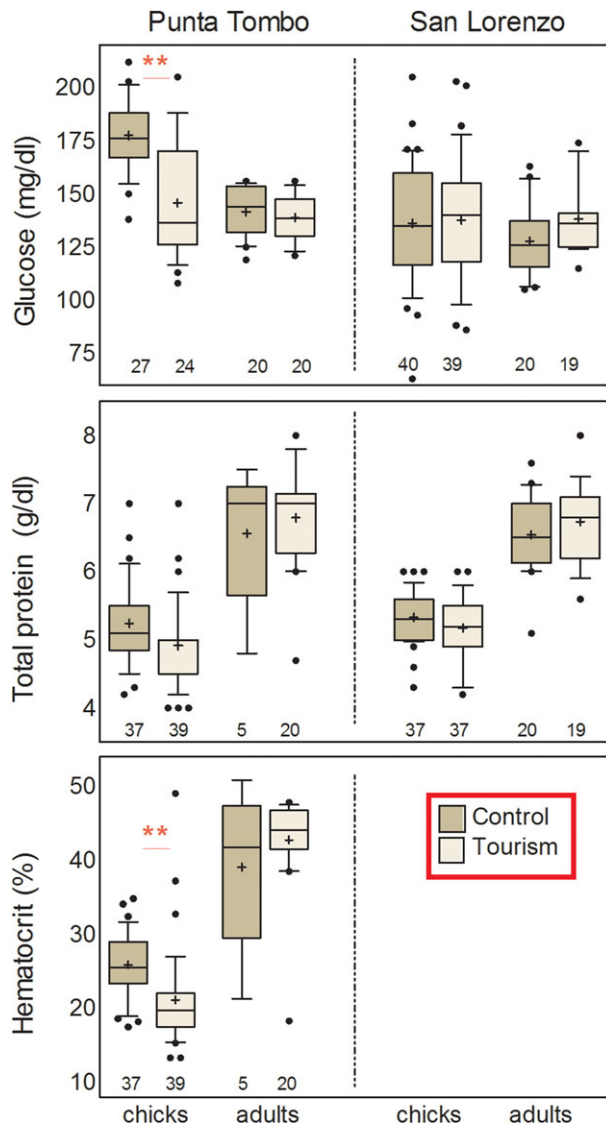 Punta Tombo San Lorenzo
Glucose (mg/dl)
200
175
150
125
100
75
**
27 24 20 20 40 39 20 19
Total protein (g/dl)
8
7
6
5
4
37 39 5 20 37 37 20 19
Hematocrit (%)
50
40
30
20
10
**
Control
Tourism
37 39 5 20
chicks adults chicks adults